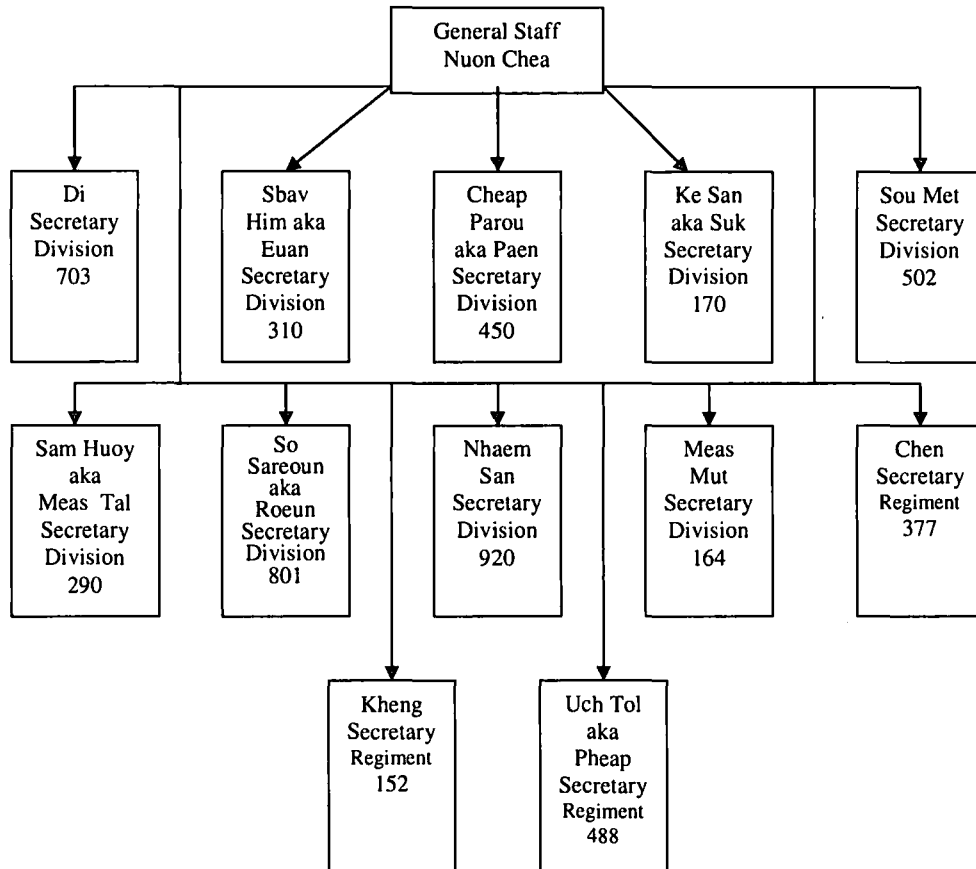 General Staff
Nuon Chea
Di
Secretary
Division
703
Sbav
Him aka
Euan
Secretary
Division
310
Cheap
Parou
aka Paen
Secretary
Division
450
Ke San
aka Suk
Secretary
Division
170
Sou Met
Secretary
Division
502
Sam Huoy
aka
Meas Tal
Secretary
Division
290
So
Sareoun
aka
Roeun
Secretary
Division
801
Nhaem
San
Secretary
Division
920
Meas
Mut
Secretary
Division
164
Chen
Secretary
Regiment
377
Kheng
Secretary
Regiment
152
Uch Tol
aka
Pheap
Secretary
Regiment
488